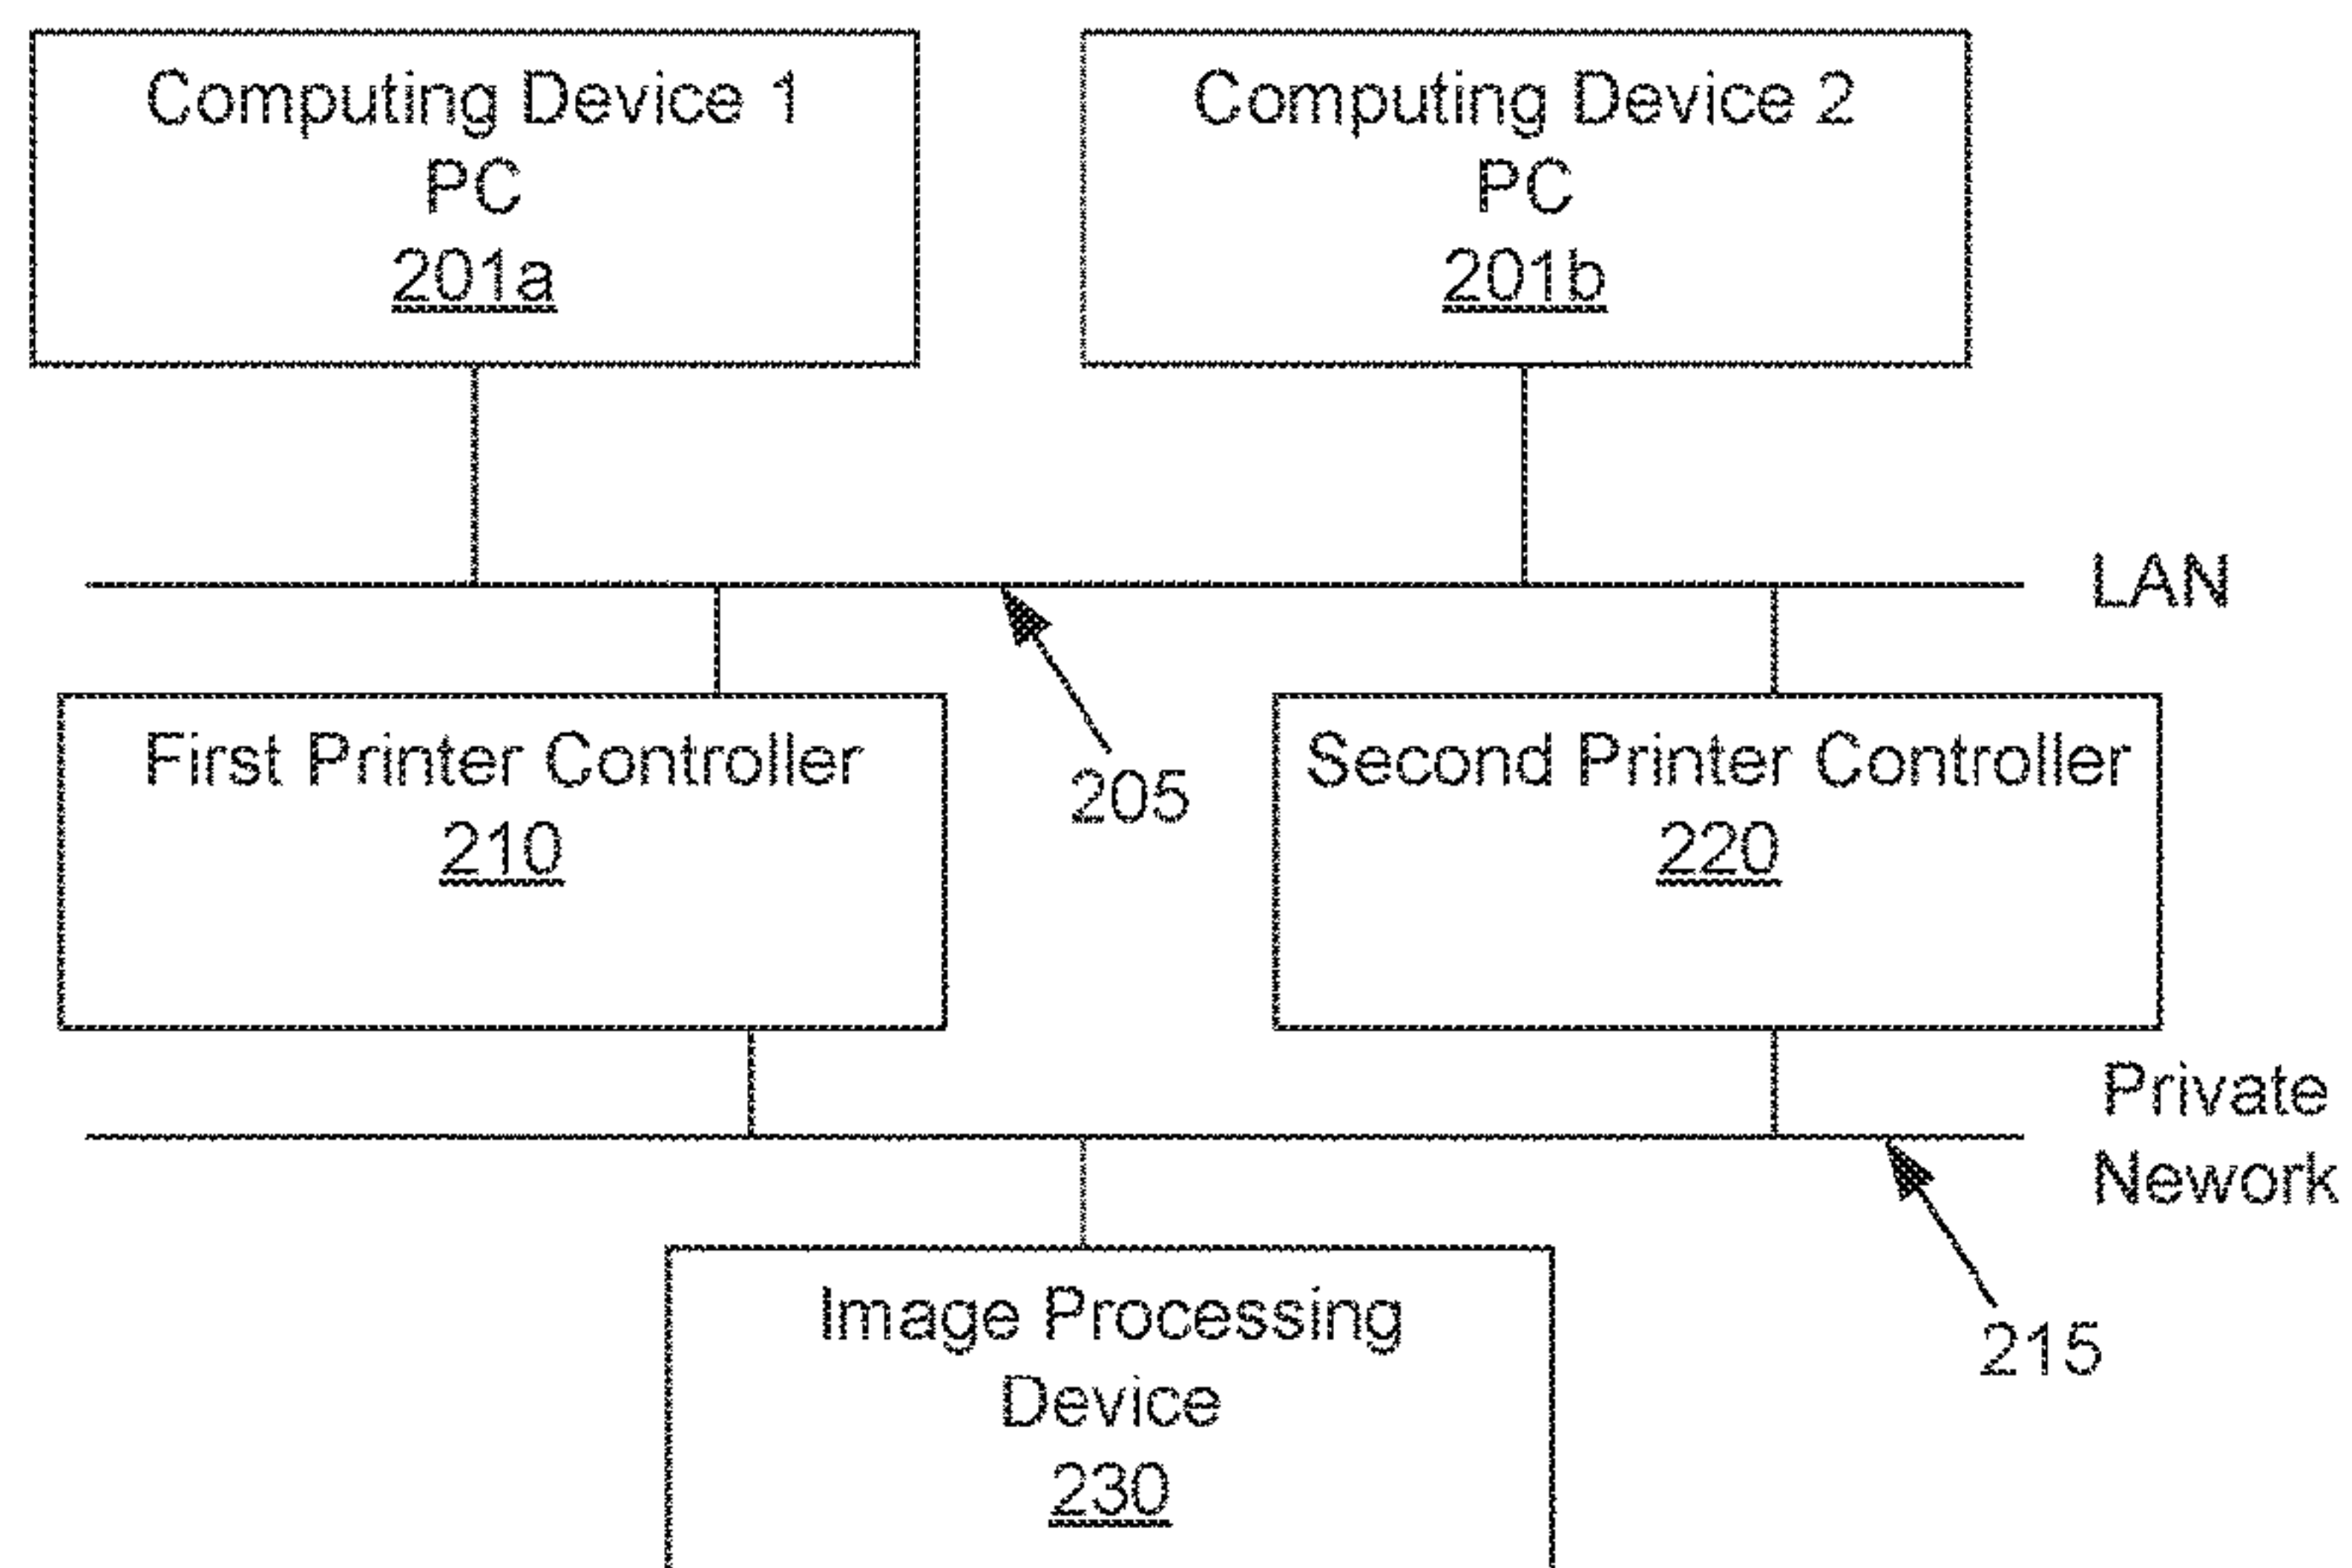 Computing Device 1
PC
201a
Computing Device 2
PC
201b
LAN
First Printer Controller
210
205
Second Printer Controller
220
Private
Nework
Image Processing
Device
230
215